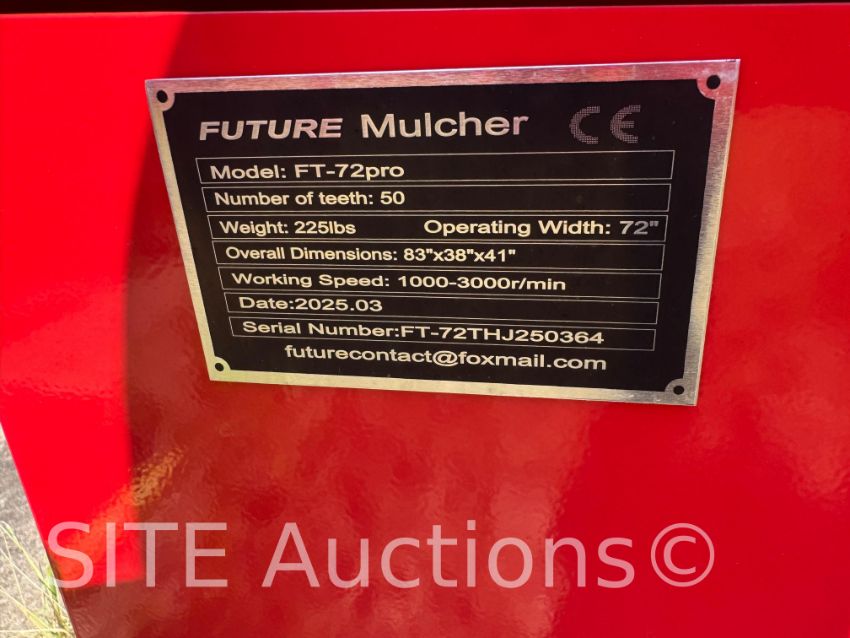 FUTURE Mulcher CE
Model: FT-72pro
Number of teeth: 50
Weight: 225lbs Operating Width: 72"
Overall Dimensions: 83"x38"x41"
Working Speed: 1000-3000r/min
Date:2025.03
Serial Number:FT-72THJ250364
futurecontact@foxmail.com
SITE Auctions©